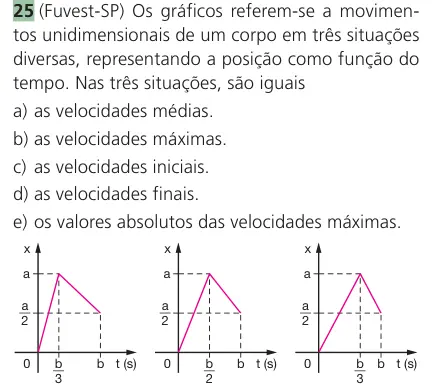 25 (Fuvest-SP) Os gráficos referem-se a movimen-
tos unidimensionais de um corpo em três situações
diversas, representando a posição como função do
tempo. Nas três situações, são iguais
a) as velocidades médias.
b) as velocidades máximas.
c) as velocidades iniciais.
d) as velocidades finais.
e) os valores absolutos das velocidades máximas.
x x x
a a a
a/2 a/2 a/2
0 b/3 b t (s) 0 b/2 b t (s) 0 b/3 b t (s)